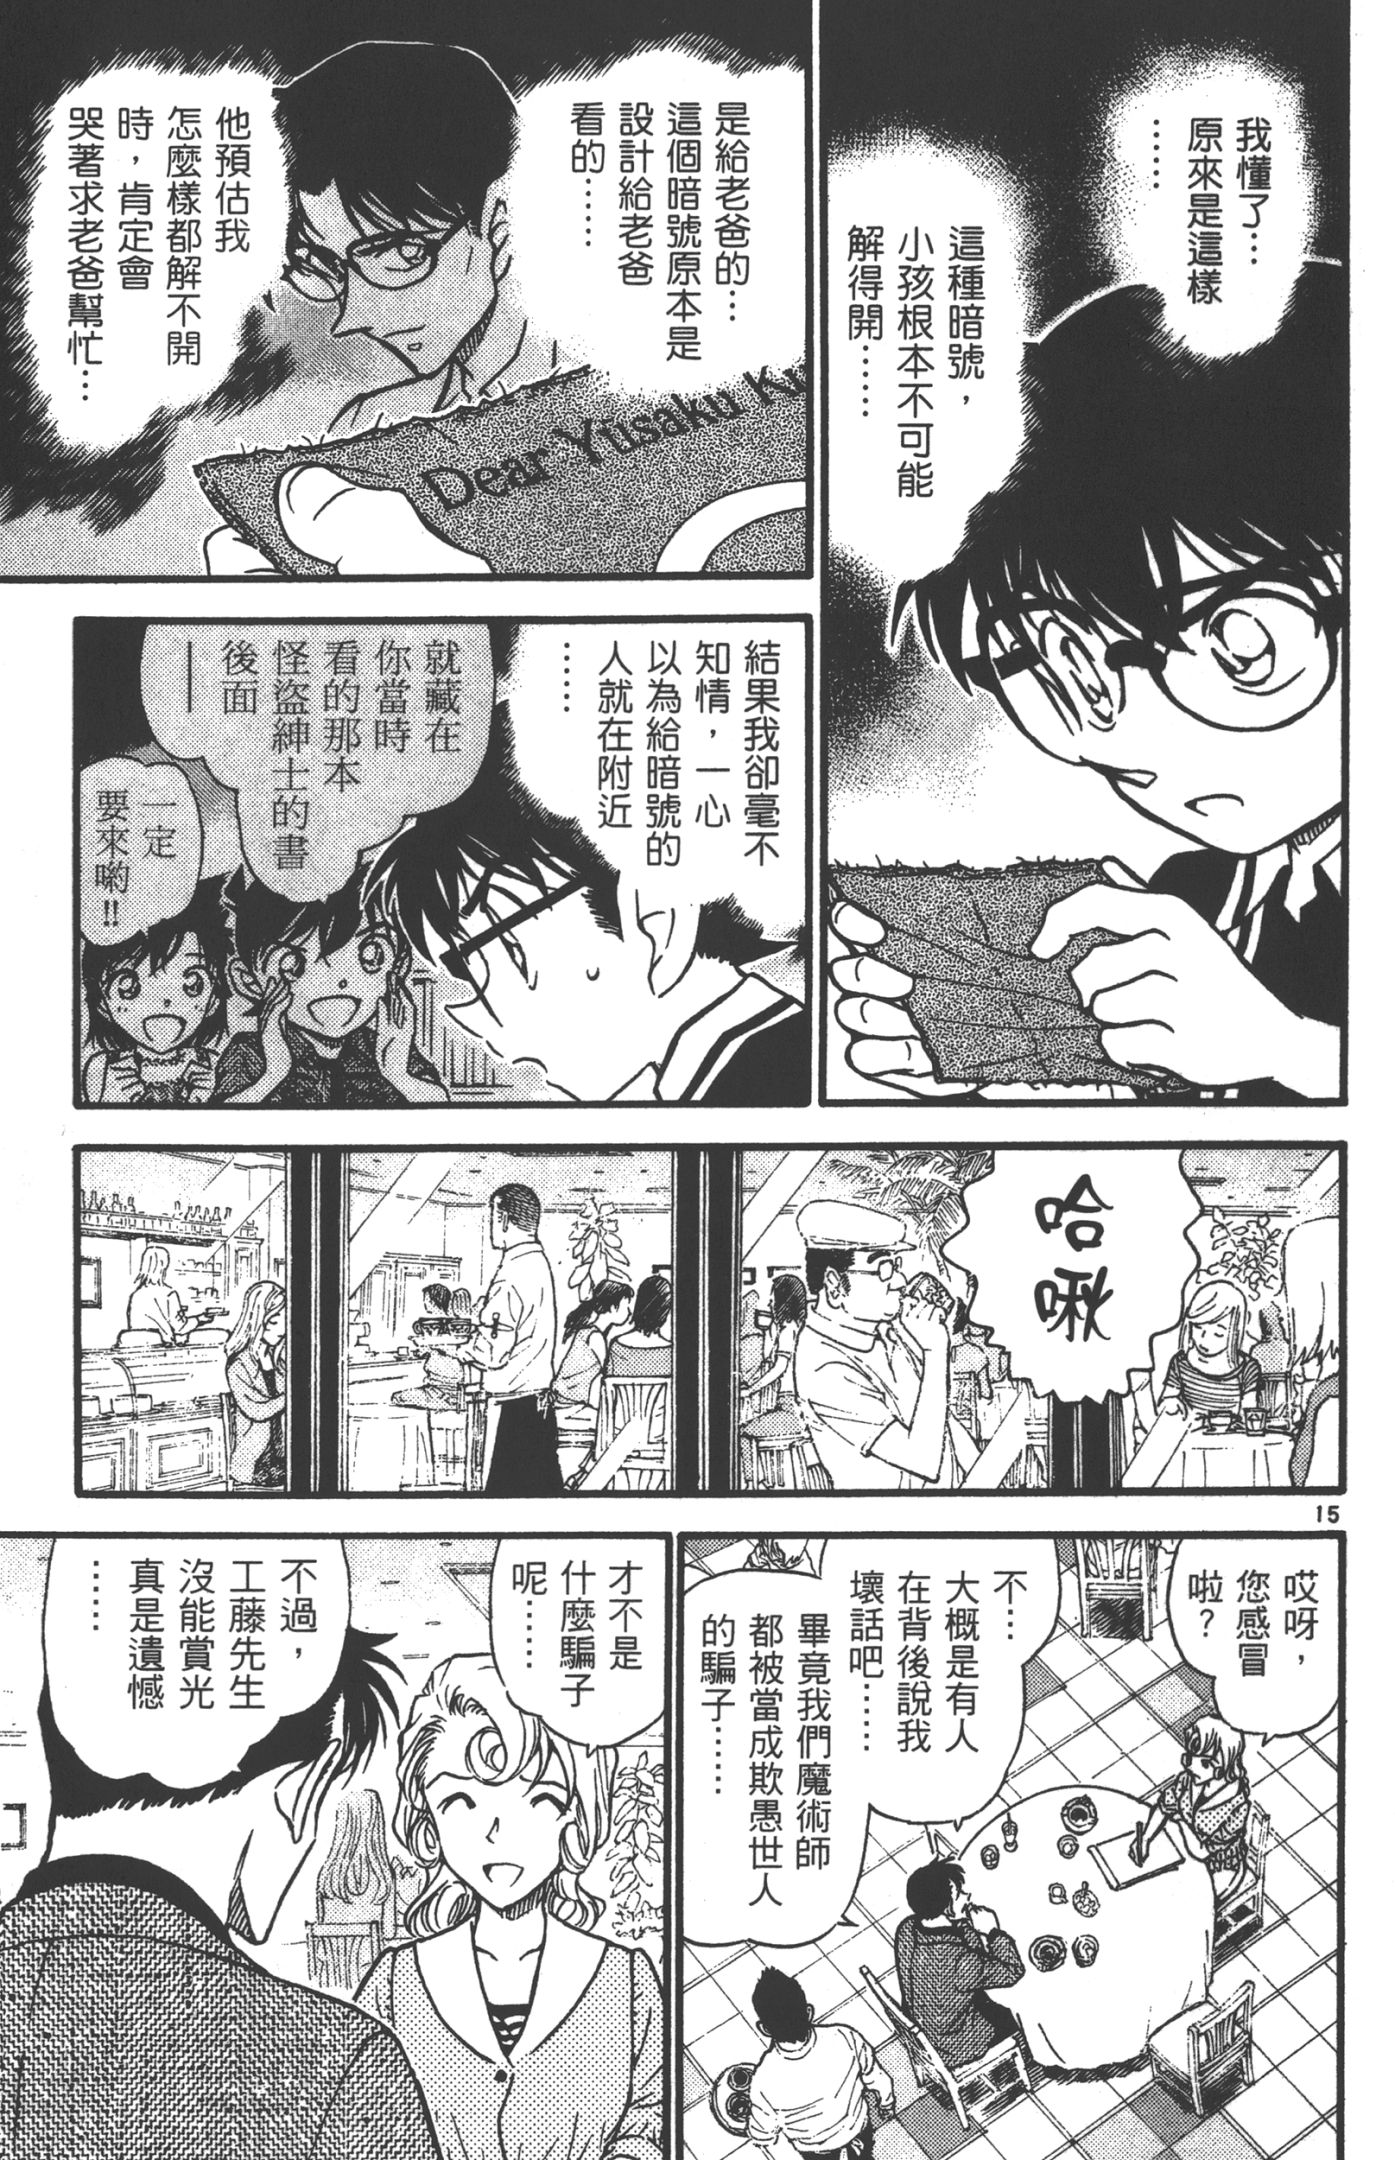 我懂了…
原來是這樣
……
這種暗號，
小孩根本不可能
解得開……
是給老爸的…
這個暗號原本是
設計給老爸
看的……
他預估我
怎麼樣都解不開
時，肯定會
哭著求老爸幫忙…
Dear Yusaku Ku
結果我卻毫不
知情，一心
以為給暗號的
人就在附近
……
就藏在
你當時
看的那本
怪盜紳士的書
後面
——
一定
要來喲!!
哈
啾
15
哎呀，
您感冒
啦？
不…
大概是有人
在背後說我
壞話吧……
畢竟我們魔術師
都被當成欺愚世人
的騙子……
才不是
什麼騙子
呢……
不過，
工藤先生
沒能賞光
真是遺憾
……